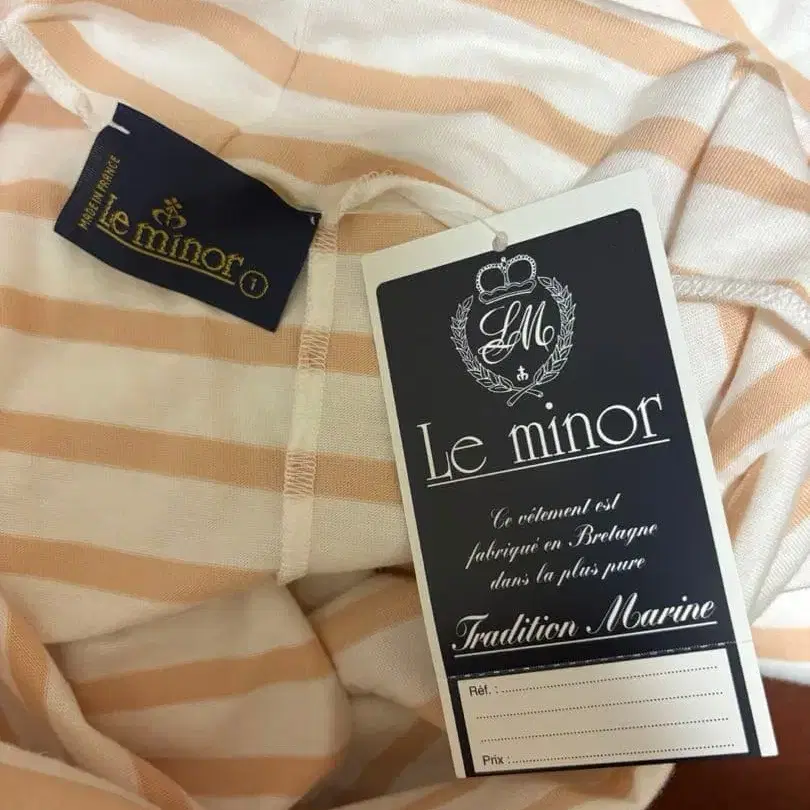 MADE IN FRANCE
Le minor
1
LM
Le minor
Ce vêtement est
fabriqué en Bretagne
dans la plus pure
Tradition Marine
Réf. :
Prix :